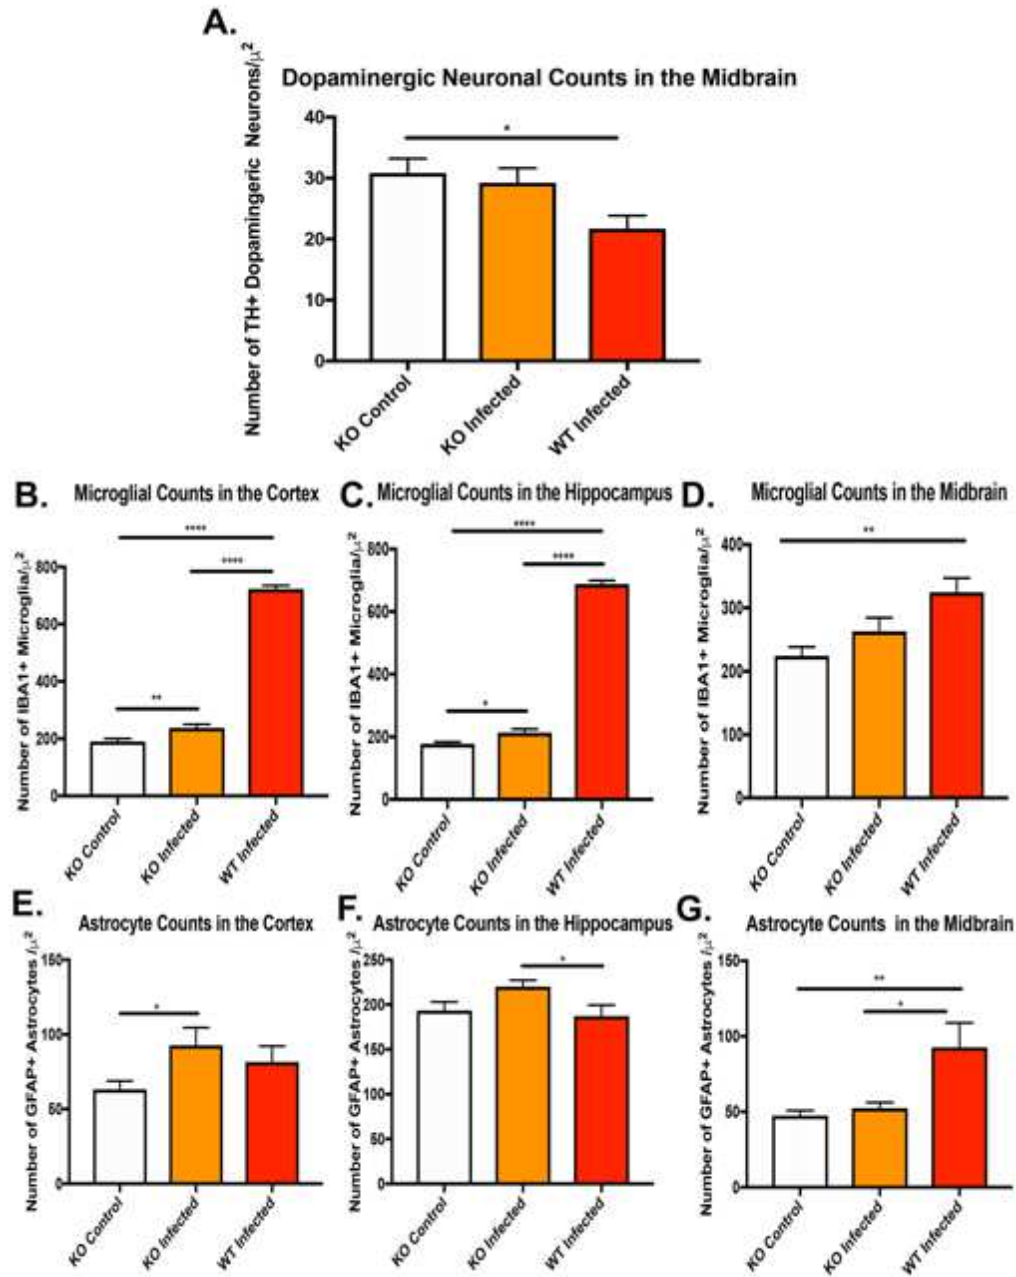 A.
Dopaminergic Neuronal Counts in the Midbrain
Number of TH+ Dopamingeric Neurons/μ²
40
30
20
10
0
*
KO Control
KO Infected
WT Infected
B.
Microglial Counts in the Cortex
Number of IBA1+ Microglia/μ²
800
600
400
200
0
****
****
**
KO Control
KO Infected
WT Infected
C.
Microglial Counts in the Hippocampus
Number of IBA1+ Microglia/μ²
800
600
400
200
0
****
****
*
KO Control
KO Infected
WT Infected
D.
Microglial Counts in the Midbrain
Number of IBA1+ Microglia/μ²
400
300
200
100
0
**
KO Control
KO Infected
WT Infected
E.
Astrocyte Counts in the Cortex
Number of GFAP+ Astrocytes /μ²
150
100
50
0
*
KO Control
KO Infected
WT Infected
F.
Astrocyte Counts in the Hippocampus
Number of GFAP+ Astrocytes /μ²
250
200
150
100
50
0
*
KO Control
KO Infected
WT Infected
G.
Astrocyte Counts in the Midbrain
Number of GFAP+ Astrocytes /μ²
150
100
50
0
**
*
KO Control
KO Infected
WT Infected